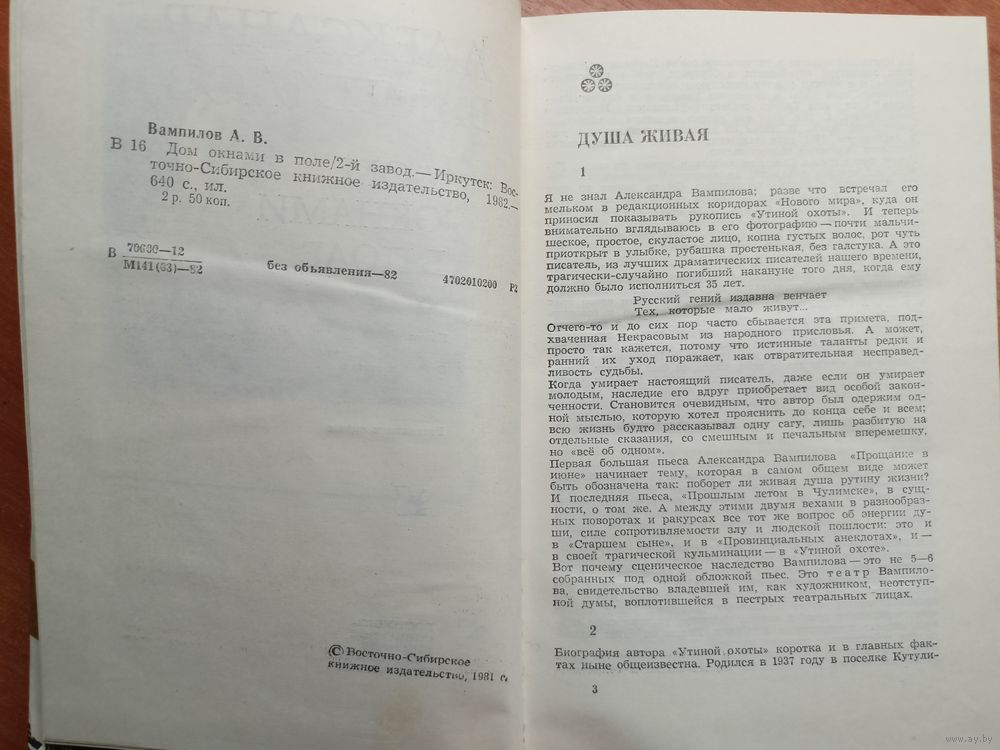 Вампилов А. В.
В 16 Дом окнами в поле/2-й завод.—Иркутск: Вос-
точно-Сибирское книжное издательство, 1982.—
640 с., ил.
2 р. 50 коп.
В 70600—12
М141(03)—82
без объявления—82
4702010200
Р2
© Восточно-Сибирское
книжное издательство, 1981 г.
ДУША ЖИВАЯ
1
Я не знал Александра Вампилова; разве что встречал его
мельком в редакционных коридорах «Нового мира», куда он
приносил показывать рукопись «Утиной охоты». И теперь
внимательно вглядываюсь в его фотографию — почти мальчи-
шеское, простое, скуластое лицо, копна густых волос, рот чуть
приоткрыт в улыбке, рубашка простенькая, без галстука. А это
писатель, из лучших драматических писателей нашего времени,
трагически-случайно погибший накануне того дня, когда ему
должно было исполниться 35 лет.
Русский гений издавна венчает
Тех, которые мало живут...
Отчего-то и до сих пор часто сбывается эта примета, под-
хваченная Некрасовым из народного присловья. А может,
просто так кажется, потому что истинные таланты редки и
ранний их уход поражает, как отвратительная несправед-
ливость судьбы.
Когда умирает настоящий писатель, даже если он умирает
молодым, наследие его вдруг приобретает вид особой закон-
ченности. Становится очевидным, что автор был одержим од-
ной мыслью, которую хотел прояснить до конца себе и всем;
всю жизнь будто рассказывал одну сагу, лишь разбитую на
отдельные сказания, со смешным и печальным вперемешку,
но «всё об одном».
Первая большая пьеса Александра Вампилова «Прощание в
июне» начинает тему, которая в самом общем виде может
быть обозначена так: поборет ли живая душа рутину жизни?
И последняя пьеса, «Прошлым летом в Чулимске», в сущ-
ности, о том же. А между этими двумя вехами в разнообраз-
ных поворотах и ракурсах все тот же вопрос об энергии ду-
ши, силе сопротивляемости злу и людской пошлости: это и
в «Старшем сыне», и в «Провинциальных анекдотах», и —
в своей трагической кульминации — в «Утиной охоте».
Вот почему сценическое наследство Вампилова — это не 5—6
собранных под одной обложкой пьес. Это театр Вампило-
ва, свидетельство владевшей им, как художником, неотступ-
ной думы, воплотившейся в пестрых театральных лицах.
2
Биография автора «Утиной охоты» коротка и в главных фак-
тах ныне общеизвестна. Родился в 1937 году в поселке Кутули-
3
www.ay.by